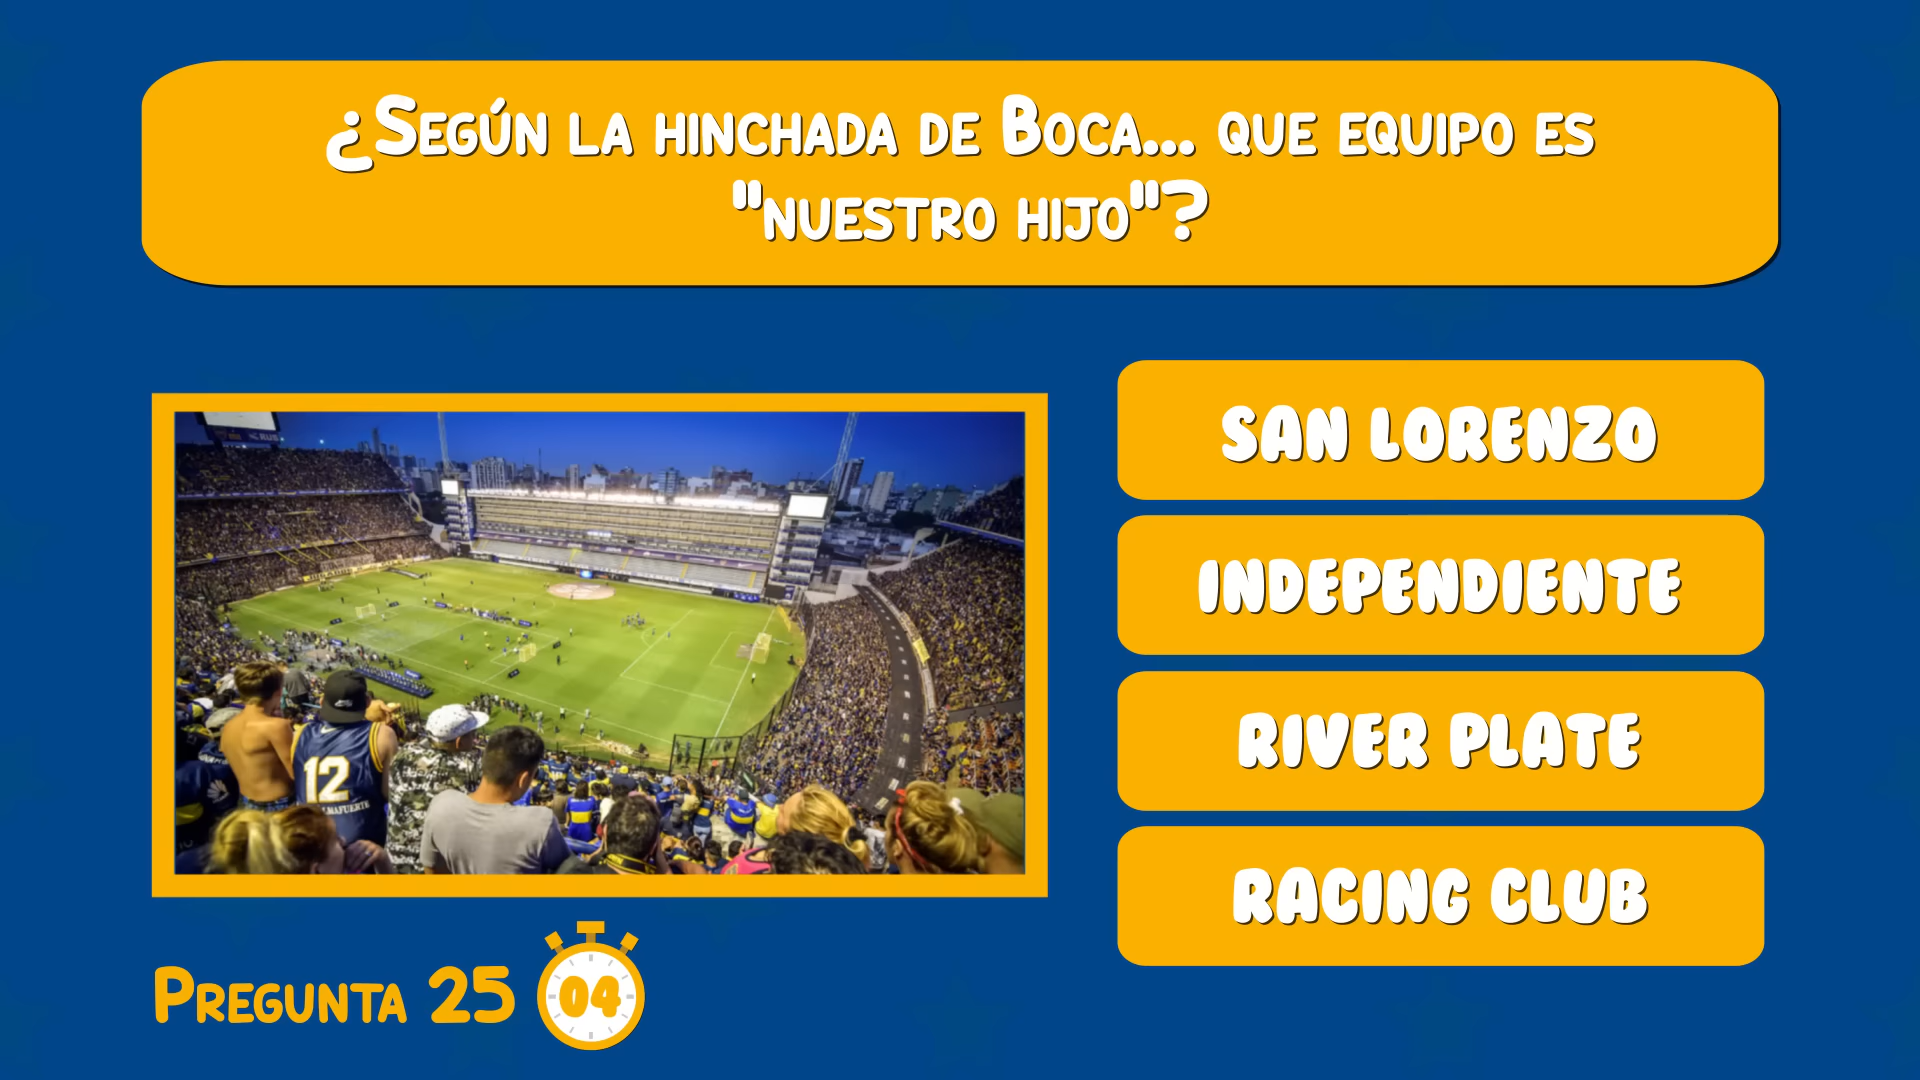 ¿Según la hinchada de Boca... que equipo es
"nuestro hijo"?
SAN LORENZO
INDEPENDIENTE
RIVER PLATE
RACING CLUB
12
Pregunta 25
04